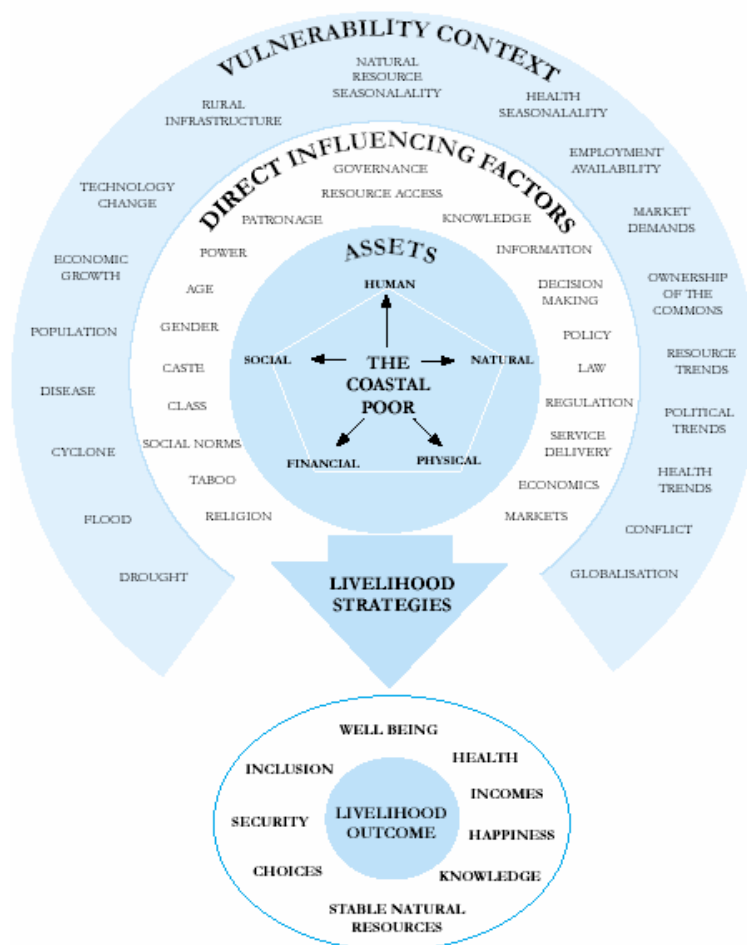 VULNERABILITY CONTEXT
NATURAL
RESOURCE
SEASONALALITY
RURAL
INFRASTRUCTURE
HEALTH
SEASONALALITY
TECHNOLOGY
CHANGE
EMPLOYMENT
AVAILABILITY
ECONOMIC
GROWTH
MARKET
DEMANDS
POPULATION
OWNERSHIP
OF THE
COMMONS
DISEASE
RESOURCE
TRENDS
CYCLONE
POLITICAL
TRENDS
FLOOD
HEALTH
TRENDS
DROUGHT
CONFLICT
GLOBALISATION
DIRECT INFLUENCING FACTORS
GOVERNANCE
RESOURCE ACCESS
PATRONAGE
KNOWLEDGE
POWER
INFORMATION
AGE
DECISION
MAKING
GENDER
POLICY
CASTE
LAW
CLASS
REGULATION
SOCIAL NORMS
SERVICE
DELIVERY
TABOO
ECONOMICS
RELIGION
MARKETS
ASSETS
HUMAN
SOCIAL
THE
COASTAL
POOR
NATURAL
FINANCIAL
PHYSICAL
LIVELIHOOD
STRATEGIES
WELL BEING
INCLUSION
HEALTH
INCOMES
SECURITY
LIVELIHOOD
OUTCOME
HAPPINESS
CHOICES
KNOWLEDGE
STABLE NATURAL
RESOURCES